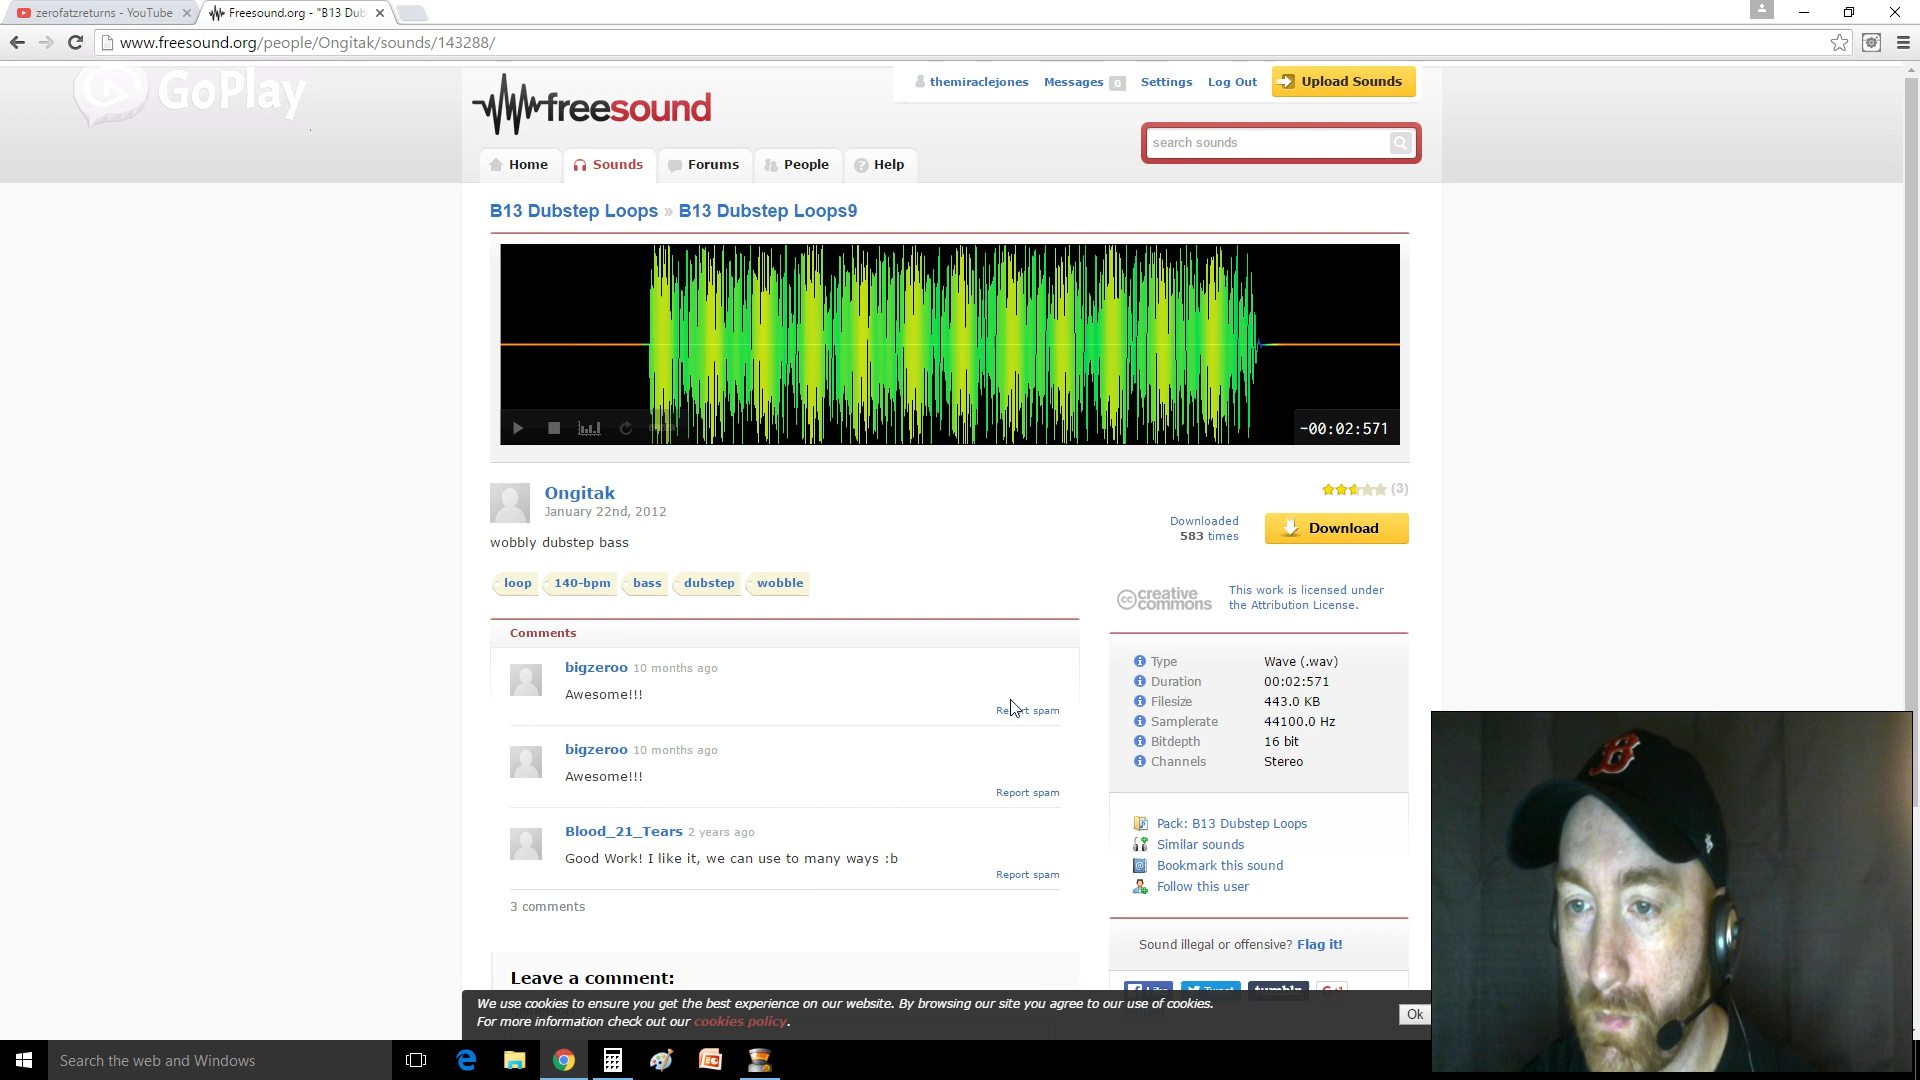 zerofatzreturns - YouTube
Freesound.org - "B13 Dub
www.freesound.org/people/Ongitak/sounds/143288/
GoPlay
freesound
themiraclejones Messages 0 Settings Log Out Upload Sounds
search sounds
Home Sounds Forums People Help
B13 Dubstep Loops » B13 Dubstep Loops9
-00:02:571
Ongitak
January 22nd, 2012
(3)
Downloaded
583 times
Download
wobbly dubstep bass
loop 140-bpm bass dubstep wobble
creative commons
This work is licensed under
the Attribution License.
Comments
bigzeroo 10 months ago
Awesome!!!
Report spam
bigzeroo 10 months ago
Awesome!!!
Report spam
Blood_21_Tears 2 years ago
Good Work! I like it, we can use to many ways :b
Report spam
3 comments
Type Wave (.wav)
Duration 00:02:571
Filesize 443.0 KB
Samplerate 44100.0 Hz
Bitdepth 16 bit
Channels Stereo
Pack: B13 Dubstep Loops
Similar sounds
Bookmark this sound
Follow this user
Sound illegal or offensive? Flag it!
Like Tweet tumblr G+1
Leave a comment:
We use cookies to ensure you get the best experience on our website. By browsing our site you agree to our use of cookies.
For more information check out our cookies policy.
Ok
B
Search the web and Windows